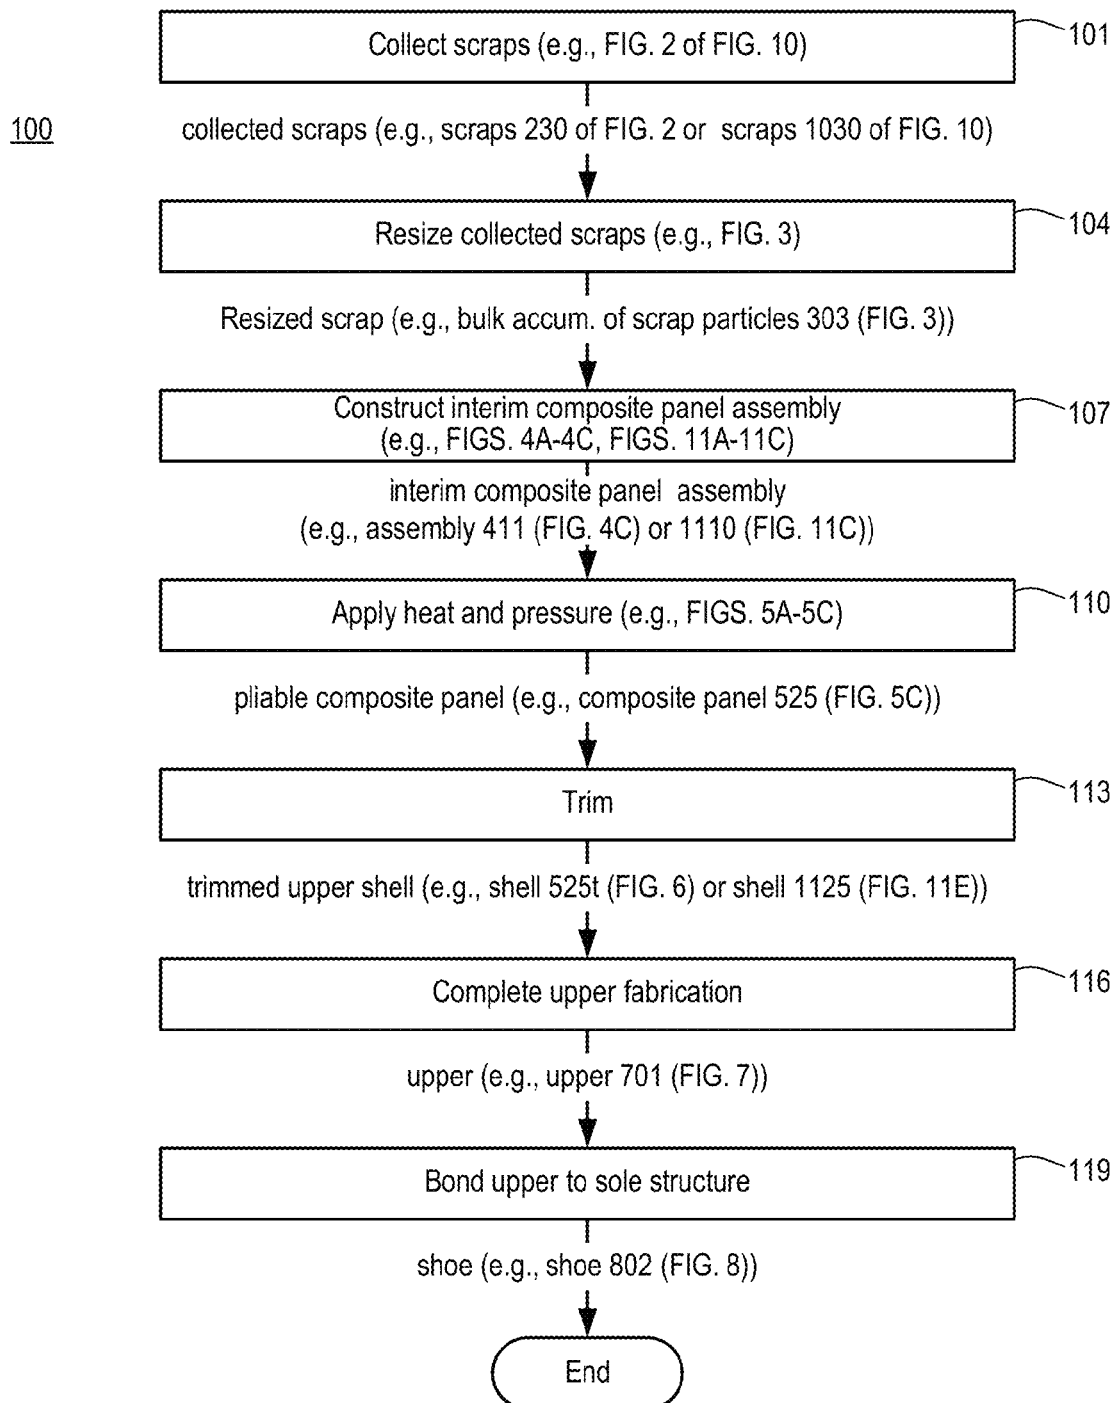 Collect scraps (e.g., FIG. 2 of FIG. 10)
101
100
collected scraps (e.g., scraps 230 of FIG. 2 or scraps 1030 of FIG. 10)
Resize collected scraps (e.g., FIG. 3)
104
Resized scrap (e.g., bulk accum. of scrap particles 303 (FIG. 3))
Construct interim composite panel assembly
(e.g., FIGS. 4A-4C, FIGS. 11A-11C)
107
interim composite panel assembly
(e.g., assembly 411 (FIG. 4C) or 1110 (FIG. 11C))
Apply heat and pressure (e.g., FIGS. 5A-5C)
110
pliable composite panel (e.g., composite panel 525 (FIG. 5C))
Trim
113
trimmed upper shell (e.g., shell 525t (FIG. 6) or shell 1125 (FIG. 11E))
Complete upper fabrication
116
upper (e.g., upper 701 (FIG. 7))
Bond upper to sole structure
119
shoe (e.g., shoe 802 (FIG. 8))
End